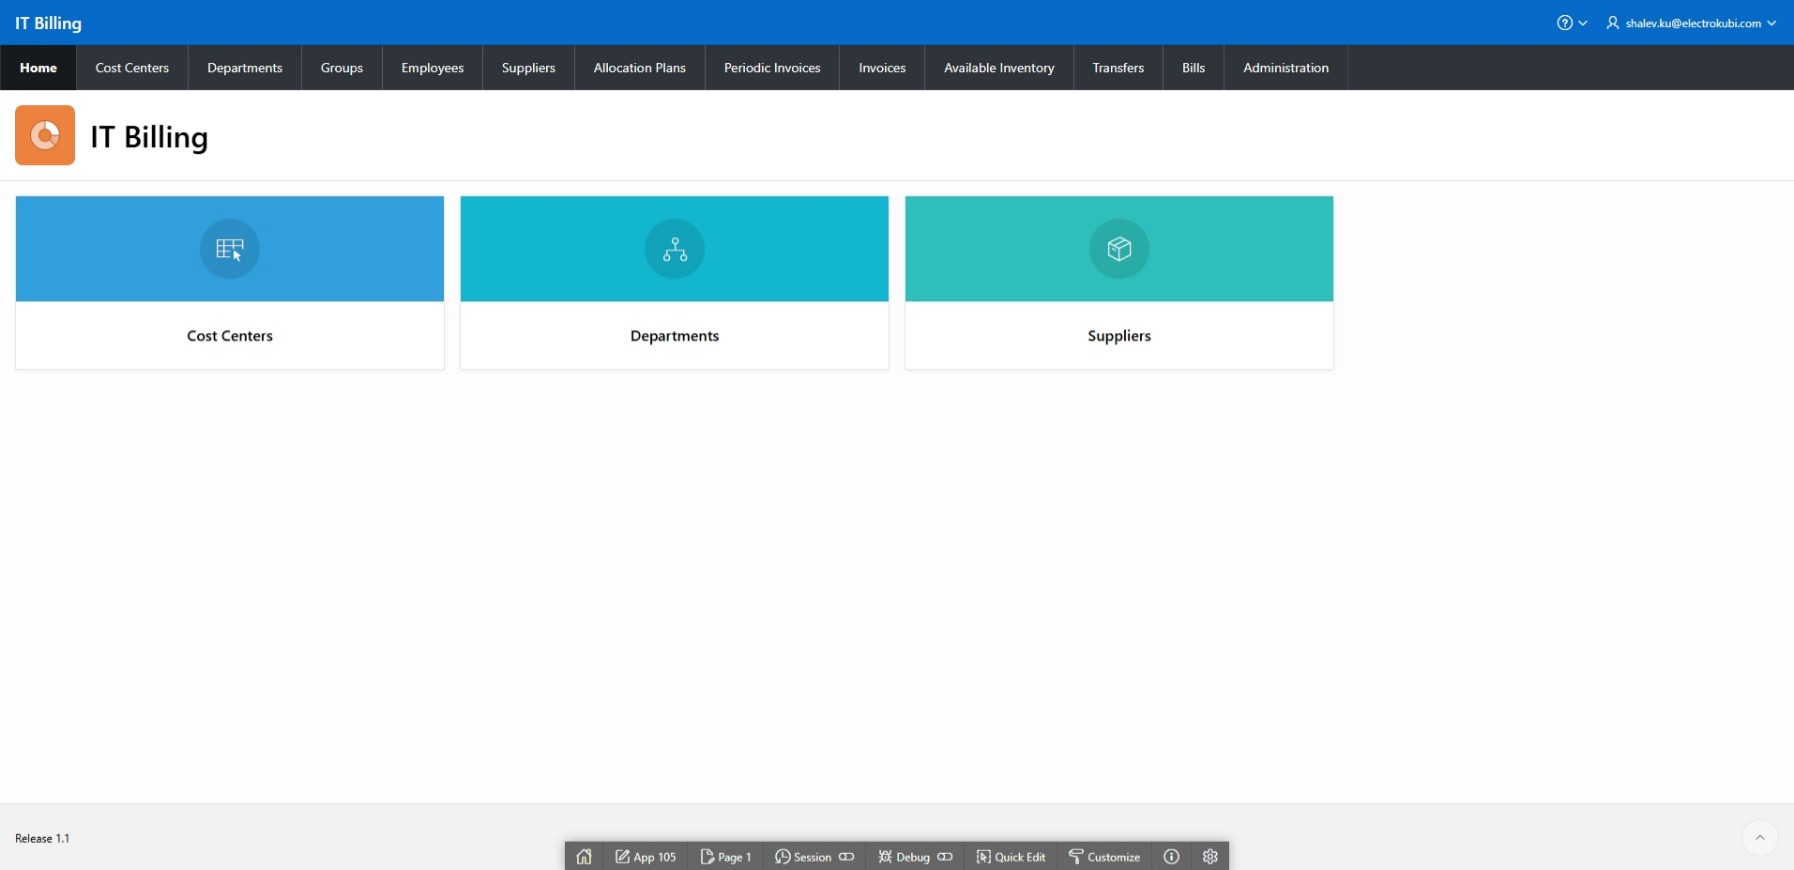 IT Billing
shalev.ku@electrokubi.com
Home Cost Centers Departments Groups Employees Suppliers Allocation Plans Periodic Invoices Invoices Available Inventory Transfers Bills Administration
IT Billing
Cost Centers Departments Suppliers
Release 1.1
App 105 Page 1 Session Debug Quick Edit Customize